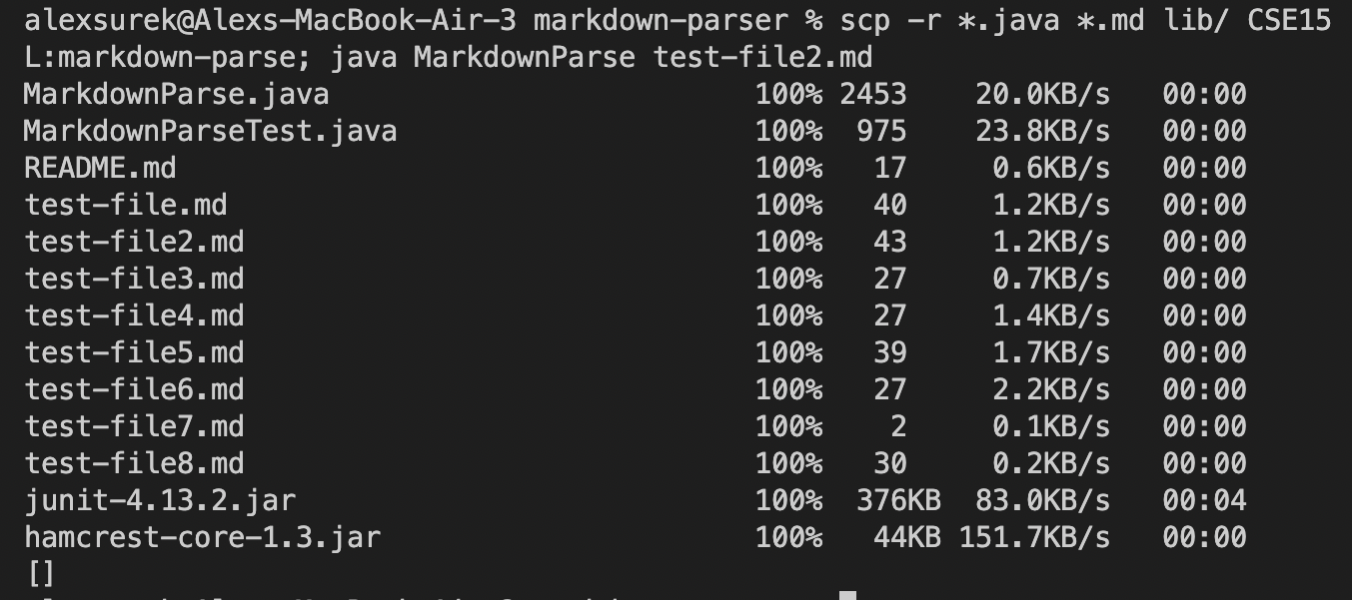 alexsurek@Alexs-MacBook-Air-3 markdown-parser % scp -r *.java *.md lib/ CSE15
L:markdown-parse; java MarkdownParse test-file2.md
MarkdownParse.java 100% 2453 20.0KB/s 00:00
MarkdownParseTest.java 100% 975 23.8KB/s 00:00
README.md 100% 17 0.6KB/s 00:00
test-file.md 100% 40 1.2KB/s 00:00
test-file2.md 100% 43 1.2KB/s 00:00
test-file3.md 100% 27 0.7KB/s 00:00
test-file4.md 100% 27 1.4KB/s 00:00
test-file5.md 100% 39 1.7KB/s 00:00
test-file6.md 100% 27 2.2KB/s 00:00
test-file7.md 100% 2 0.1KB/s 00:00
test-file8.md 100% 30 0.2KB/s 00:00
junit-4.13.2.jar 100% 376KB 83.0KB/s 00:04
hamcrest-core-1.3.jar 100% 44KB 151.7KB/s 00:00
[]